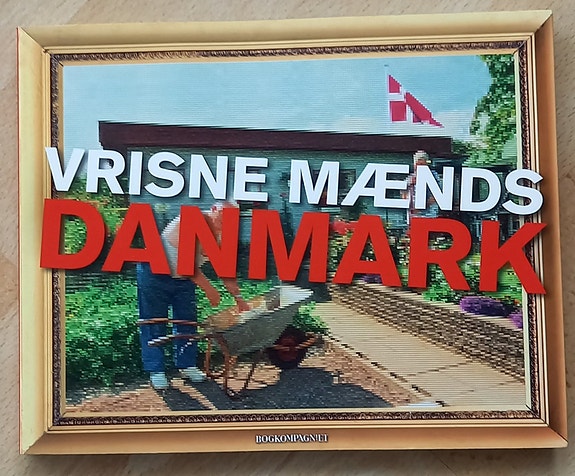 VRISNE MÆNDS
DANMARK
BOGKOMPAGNIET